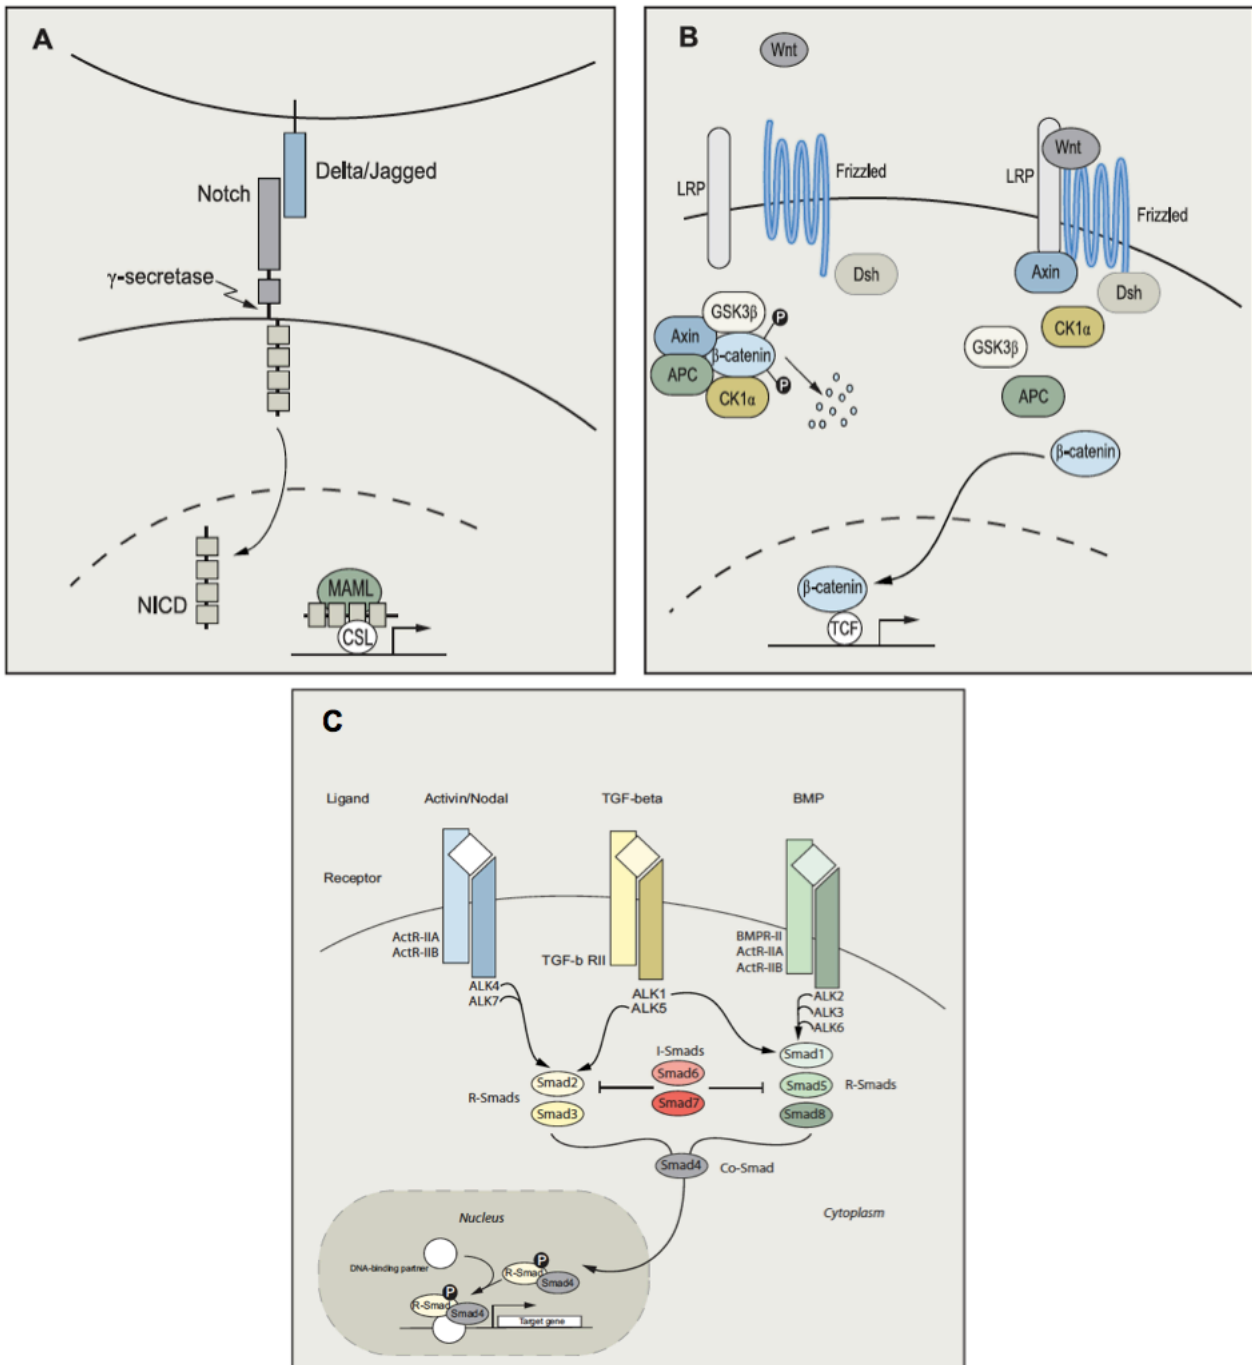 A
Delta/Jagged
Notch
γ-secretase
NICD
MAML
CSL
B
Wnt
LRP
Frizzled
Dsh
GSK3β
Axin
β-catenin
APC
CK1α
P
P
Wnt
LRP
Frizzled
Axin
Dsh
CK1α
GSK3β
APC
β-catenin
β-catenin
TCF
C
Ligand
Activin/Nodal
TGF-beta
BMP
Receptor
ActR-IIA
ActR-IIB
TGF-b RII
BMPR-II
ActR-IIA
ActR-IIB
ALK4
ALK7
ALK1
ALK5
ALK2
ALK3
ALK6
I-Smads
Smad6
Smad7
R-Smads
Smad2
Smad3
Smad1
Smad5
Smad8
R-Smads
Smad4
Co-Smad
Cytoplasm
Nucleus
DNA-binding partner
P
R-Smad
Smad4
P
R-Smad
Smad4
Target gene